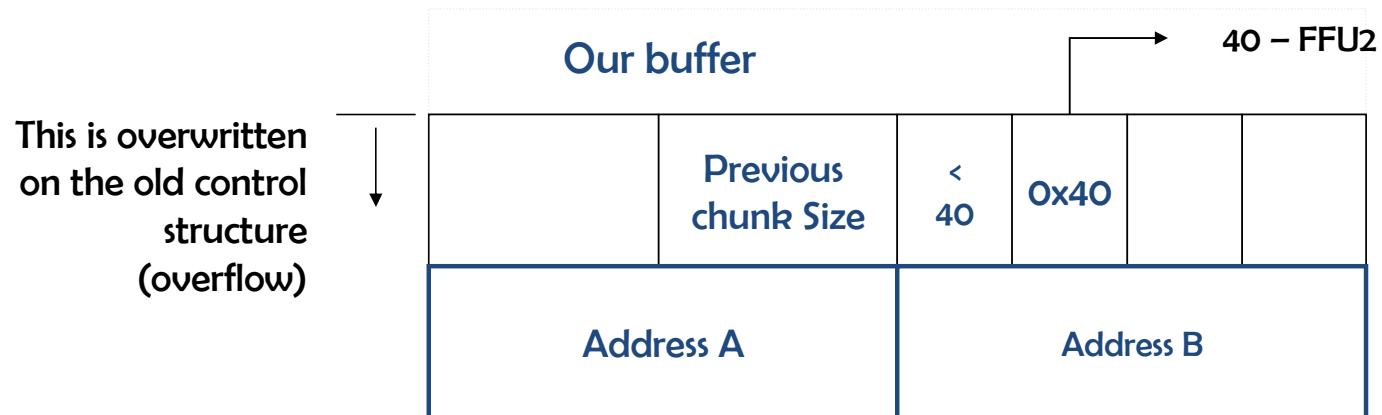 Our buffer
40 – FFU2
This is overwritten
on the old control
structure
(overflow)
Previous
chunk Size
<
40
0x40
Address A
Address B